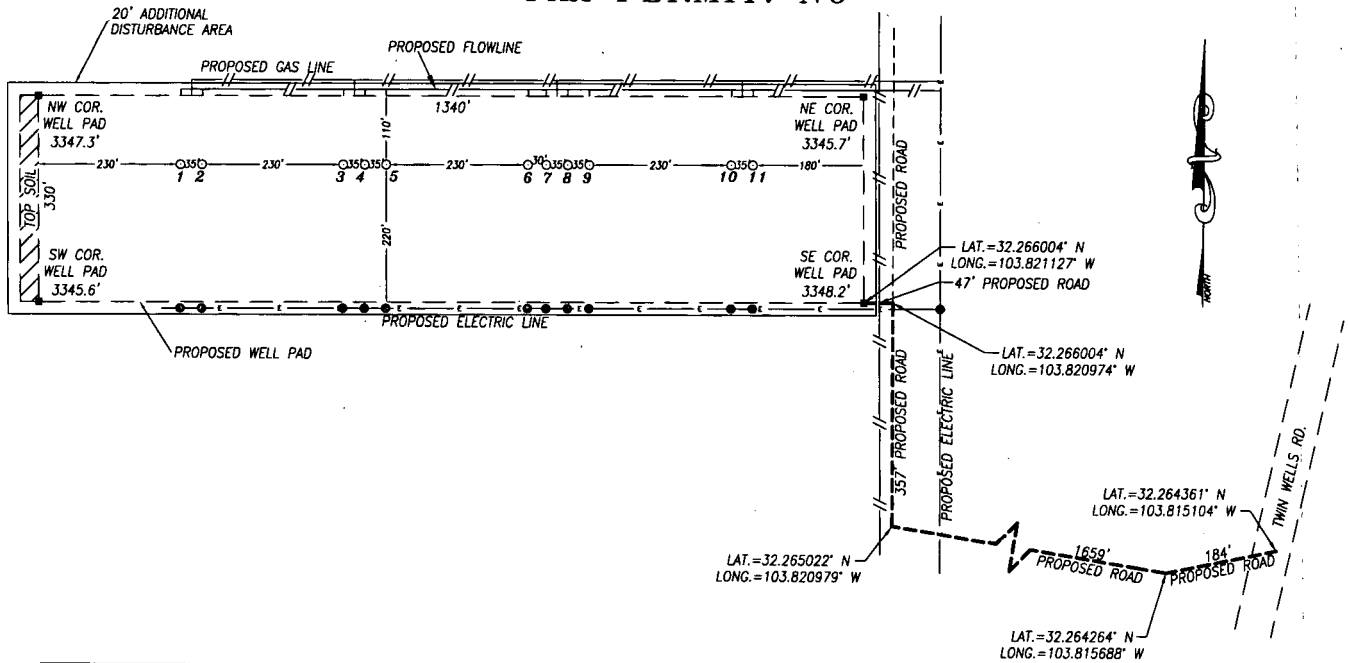 20' ADDITIONAL
DISTURBANCE AREA
PROPOSED FLOWLINE
PROPOSED GAS LINE
NW COR.
WELL PAD
3347.3'
1340'
NE COR.
WELL PAD
3345.7'
110'
230' 35' 230' 35' 35' 230' 30' 35' 35' 230' 35' 180'
1 2 3 4 5 6 7 8 9 10 11
TOP SOIL
330'
220'
PROPOSED ROAD
SW COR.
WELL PAD
3345.6'
SE COR.
WELL PAD
3348.2'
LAT.=32.266004° N
LONG.=103.821127° W
47' PROPOSED ROAD
NORTH
PROPOSED ELECTRIC LINE
PROPOSED WELL PAD
LAT.=32.266004° N
LONG.=103.820974° W
357' PROPOSED ROAD
PROPOSED ELECTRIC LINE
TWIN WELLS RD.
LAT.=32.264361° N
LONG.=103.815104° W
LAT.=32.265022° N
LONG.=103.820979° W
1659'
PROPOSED ROAD
184'
PROPOSED ROAD
LAT.=32.264264° N
LONG.=103.815688° W